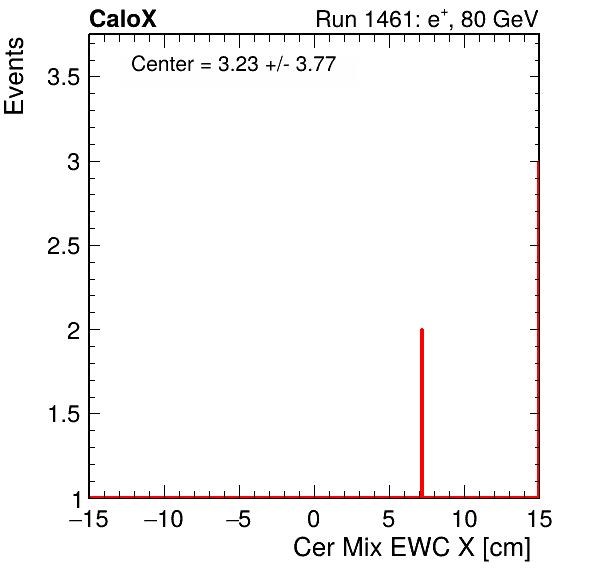 CaloX
Run 1461: e+, 80 GeV
Center = 3.23 +/- 3.77
Events
3.5
3
2.5
2
1.5
1
−15 −10 −5 0 5 10 15
Cer Mix EWC X [cm]